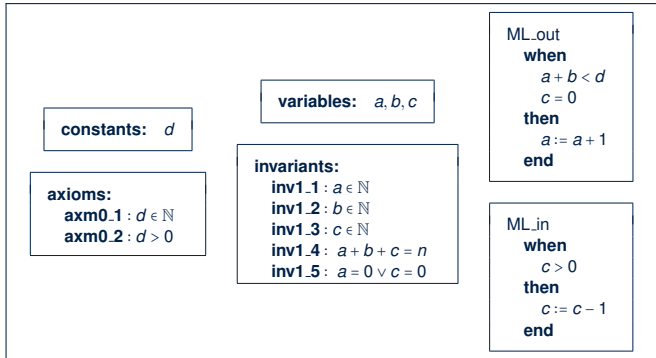 constants: d
axioms:
axm0_1 : d ∈ ℕ
axm0_2 : d > 0
variables: a, b, c
invariants:
inv1_1 : a ∈ ℕ
inv1_2 : b ∈ ℕ
inv1_3 : c ∈ ℕ
inv1_4 : a + b + c = n
inv1_5 : a = 0 ∨ c = 0
ML_out
when
a + b < d
c = 0
then
a := a + 1
end
ML_in
when
c > 0
then
c := c − 1
end